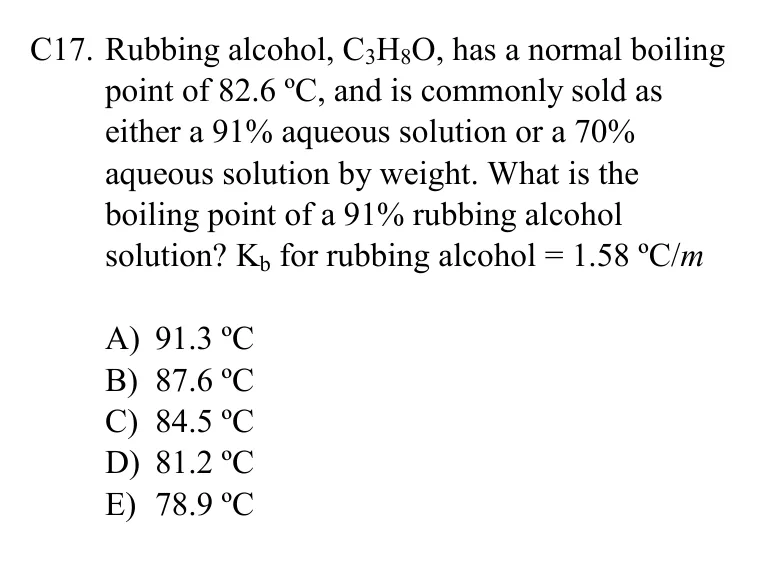 C17. Rubbing alcohol, C₃H₈O, has a normal boiling
point of 82.6 ºC, and is commonly sold as
either a 91% aqueous solution or a 70%
aqueous solution by weight. What is the
boiling point of a 91% rubbing alcohol
solution? K_b for rubbing alcohol = 1.58 ºC/m
A) 91.3 ºC
B) 87.6 ºC
C) 84.5 ºC
D) 81.2 ºC
E) 78.9 ºC